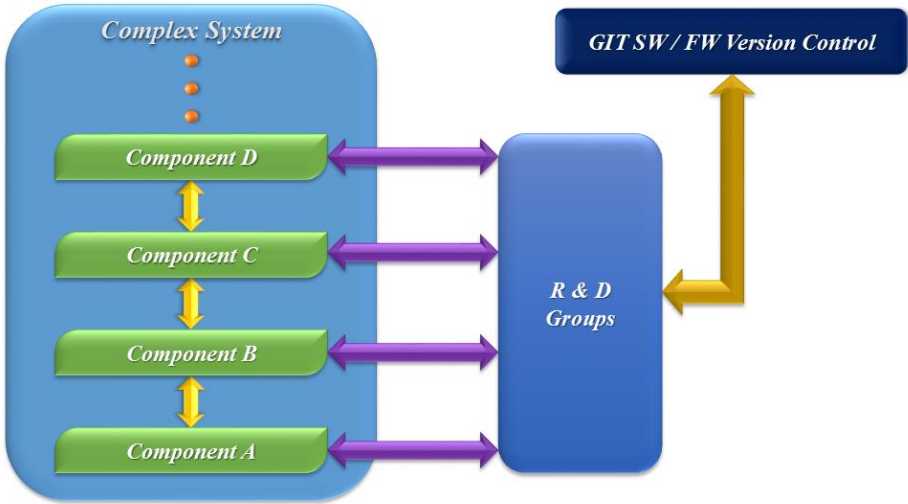 Complex System
GIT SW / FW Version Control
Component D
Component C
R & D
Groups
Component B
Component A